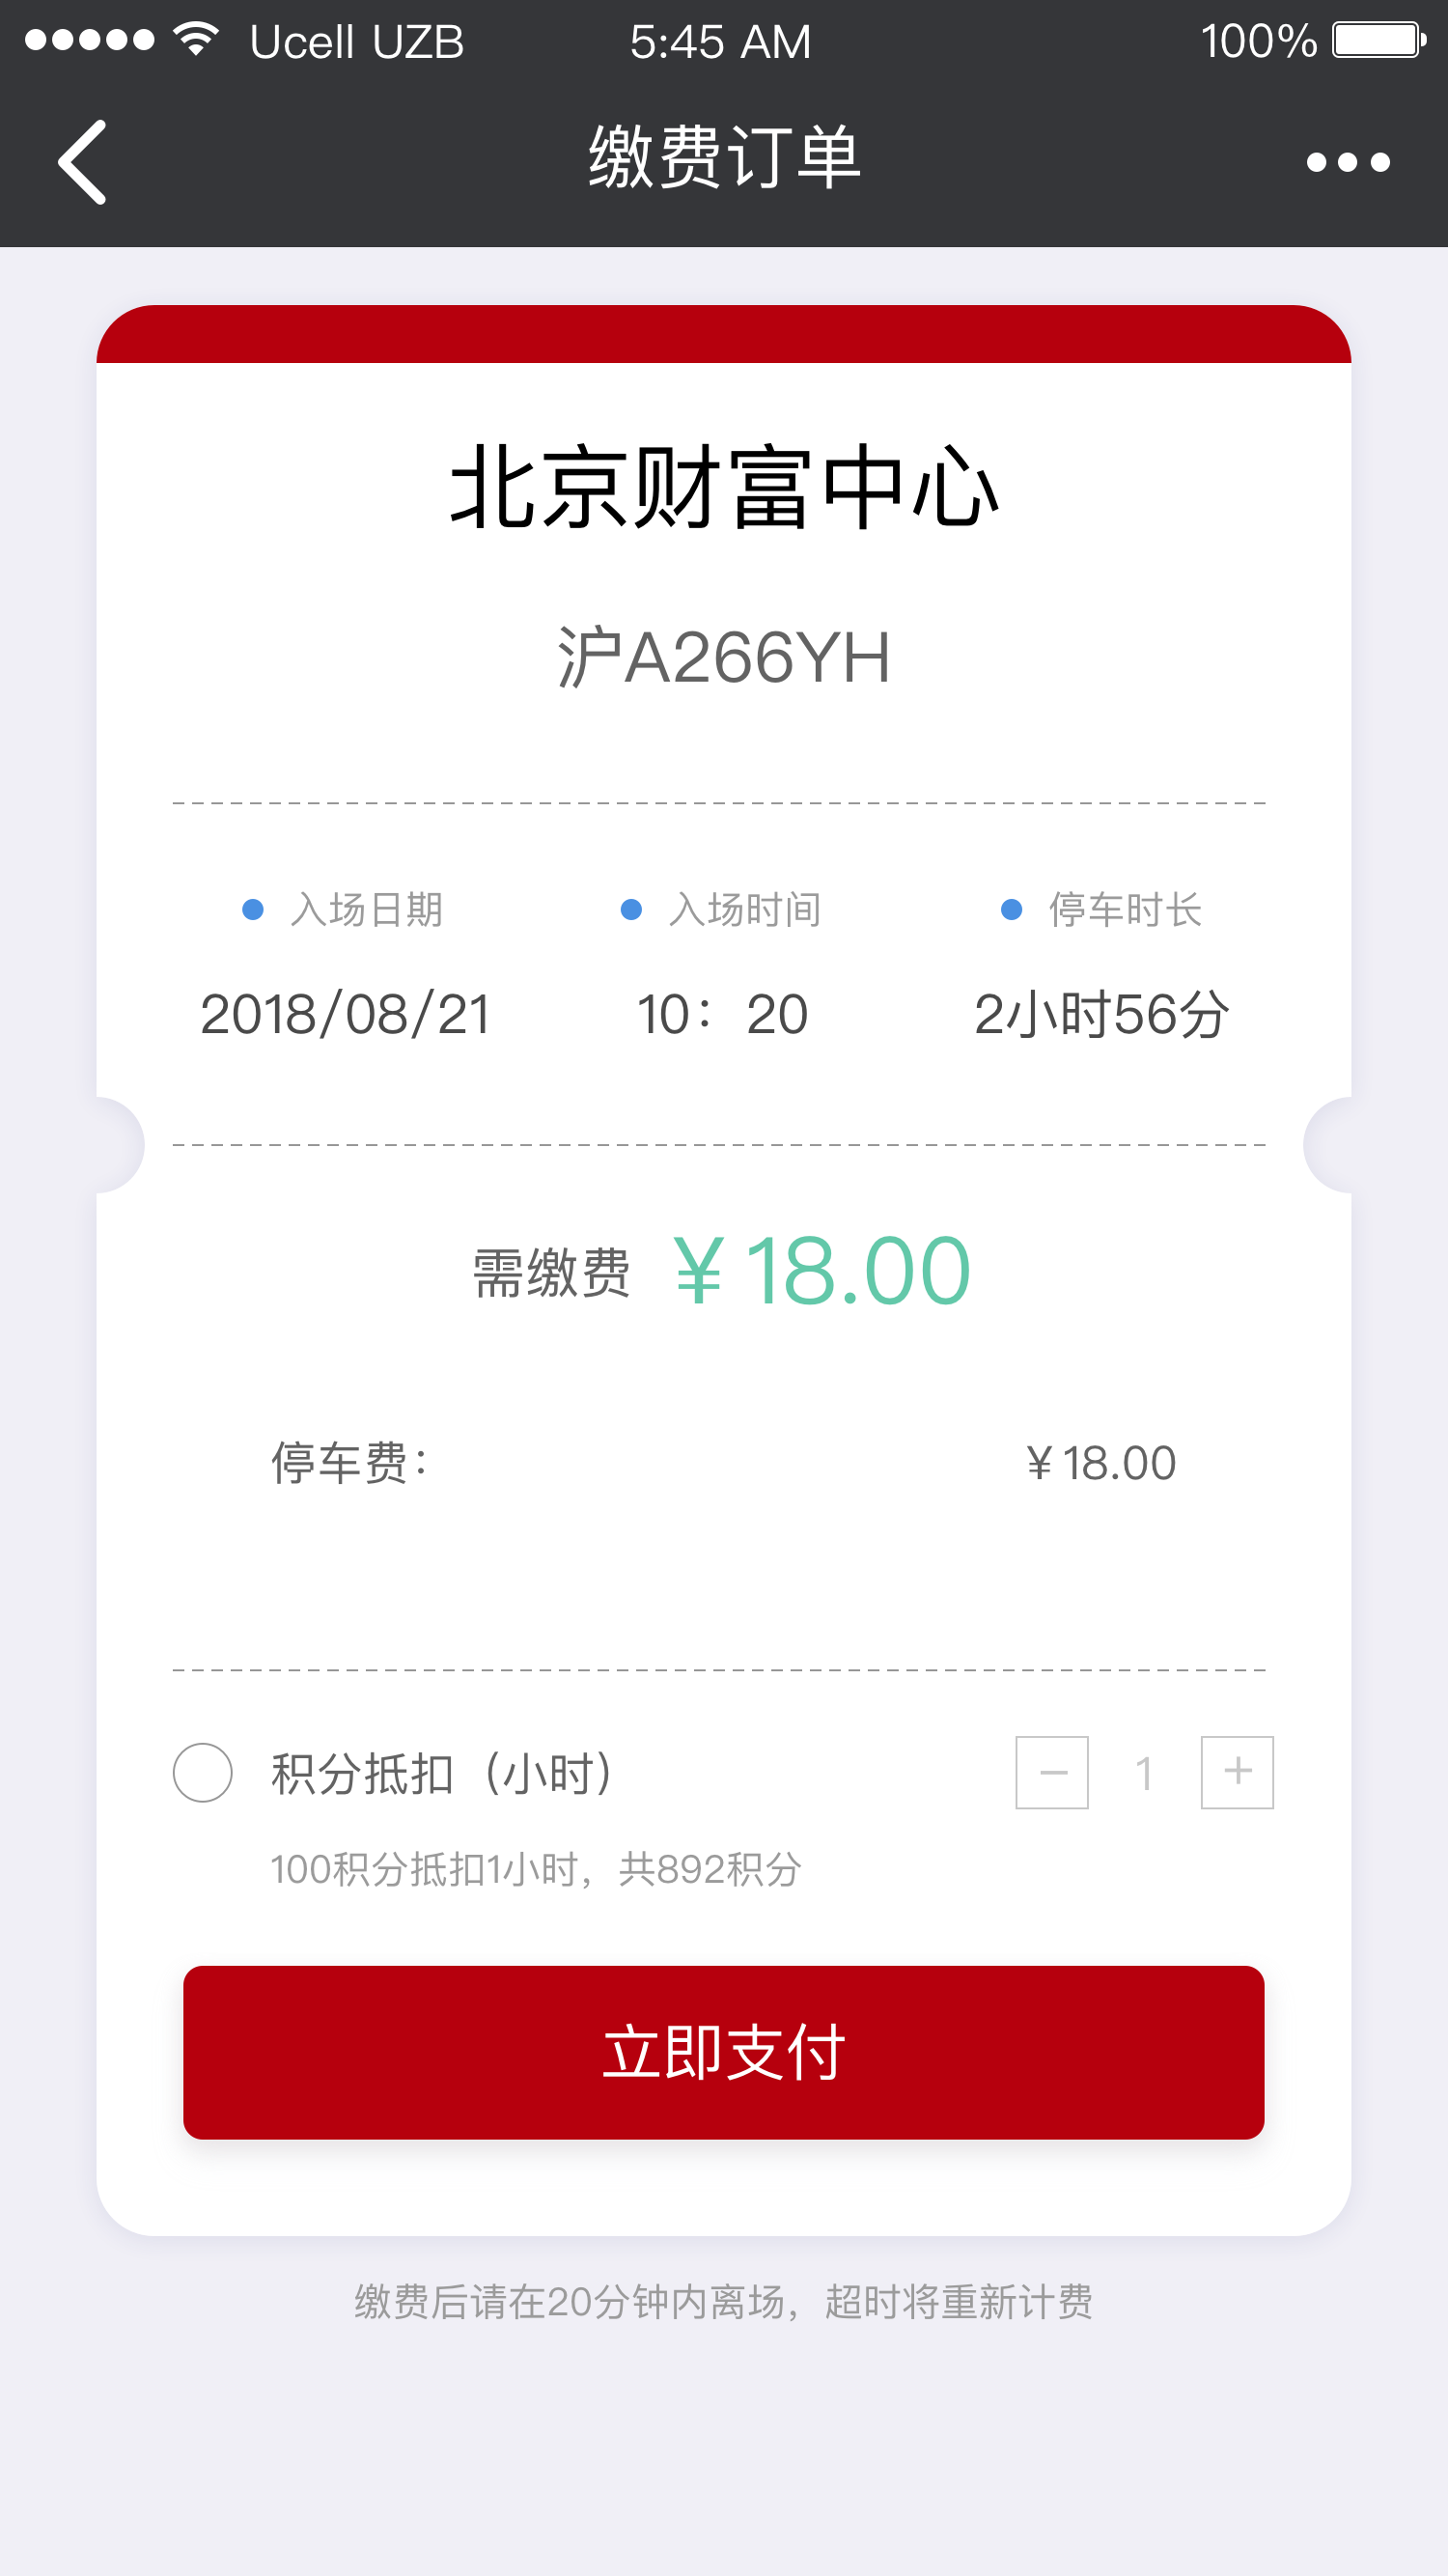 Ucell UZB 5:45 AM 100%
缴费订单
北京财富中心
沪A266YH
入场日期 入场时间 停车时长
2018/08/21 10：20 2小时56分
需缴费 ¥18.00
停车费： ¥18.00
积分抵扣（小时） － 1 +
100积分抵扣1小时，共892积分
立即支付
缴费后请在20分钟内离场，超时将重新计费